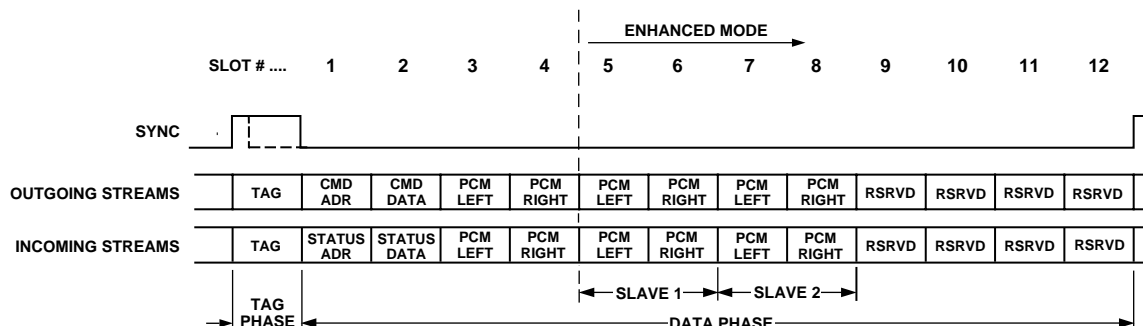 ENHANCED MODE
SLOT # .... 1 2 3 4 5 6 7 8 9 10 11 12
SYNC
OUTGOING STREAMS TAG CMD ADR CMD DATA PCM LEFT PCM RIGHT PCM LEFT PCM RIGHT PCM LEFT PCM RIGHT RSRVD RSRVD RSRVD RSRVD
INCOMING STREAMS TAG STATUS ADR STATUS DATA PCM LEFT PCM RIGHT PCM LEFT PCM RIGHT PCM LEFT PCM RIGHT RSRVD RSRVD RSRVD RSRVD
SLAVE 1 SLAVE 2
TAG PHASE DATA PHASE